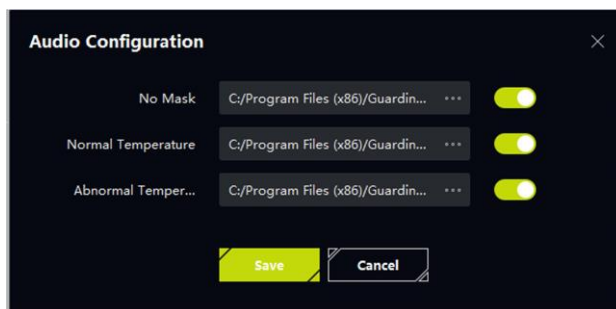 Audio Configuration
No Mask C:/Program Files (x86)/Guardin... ...
Normal Temperature C:/Program Files (x86)/Guardin... ...
Abnormal Temper... C:/Program Files (x86)/Guardin... ...
Save Cancel